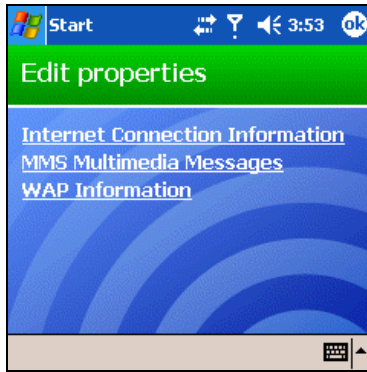 Start 3:53 ok
Edit properties
Internet Connection Information
MMS Multimedia Messages
WAP Information